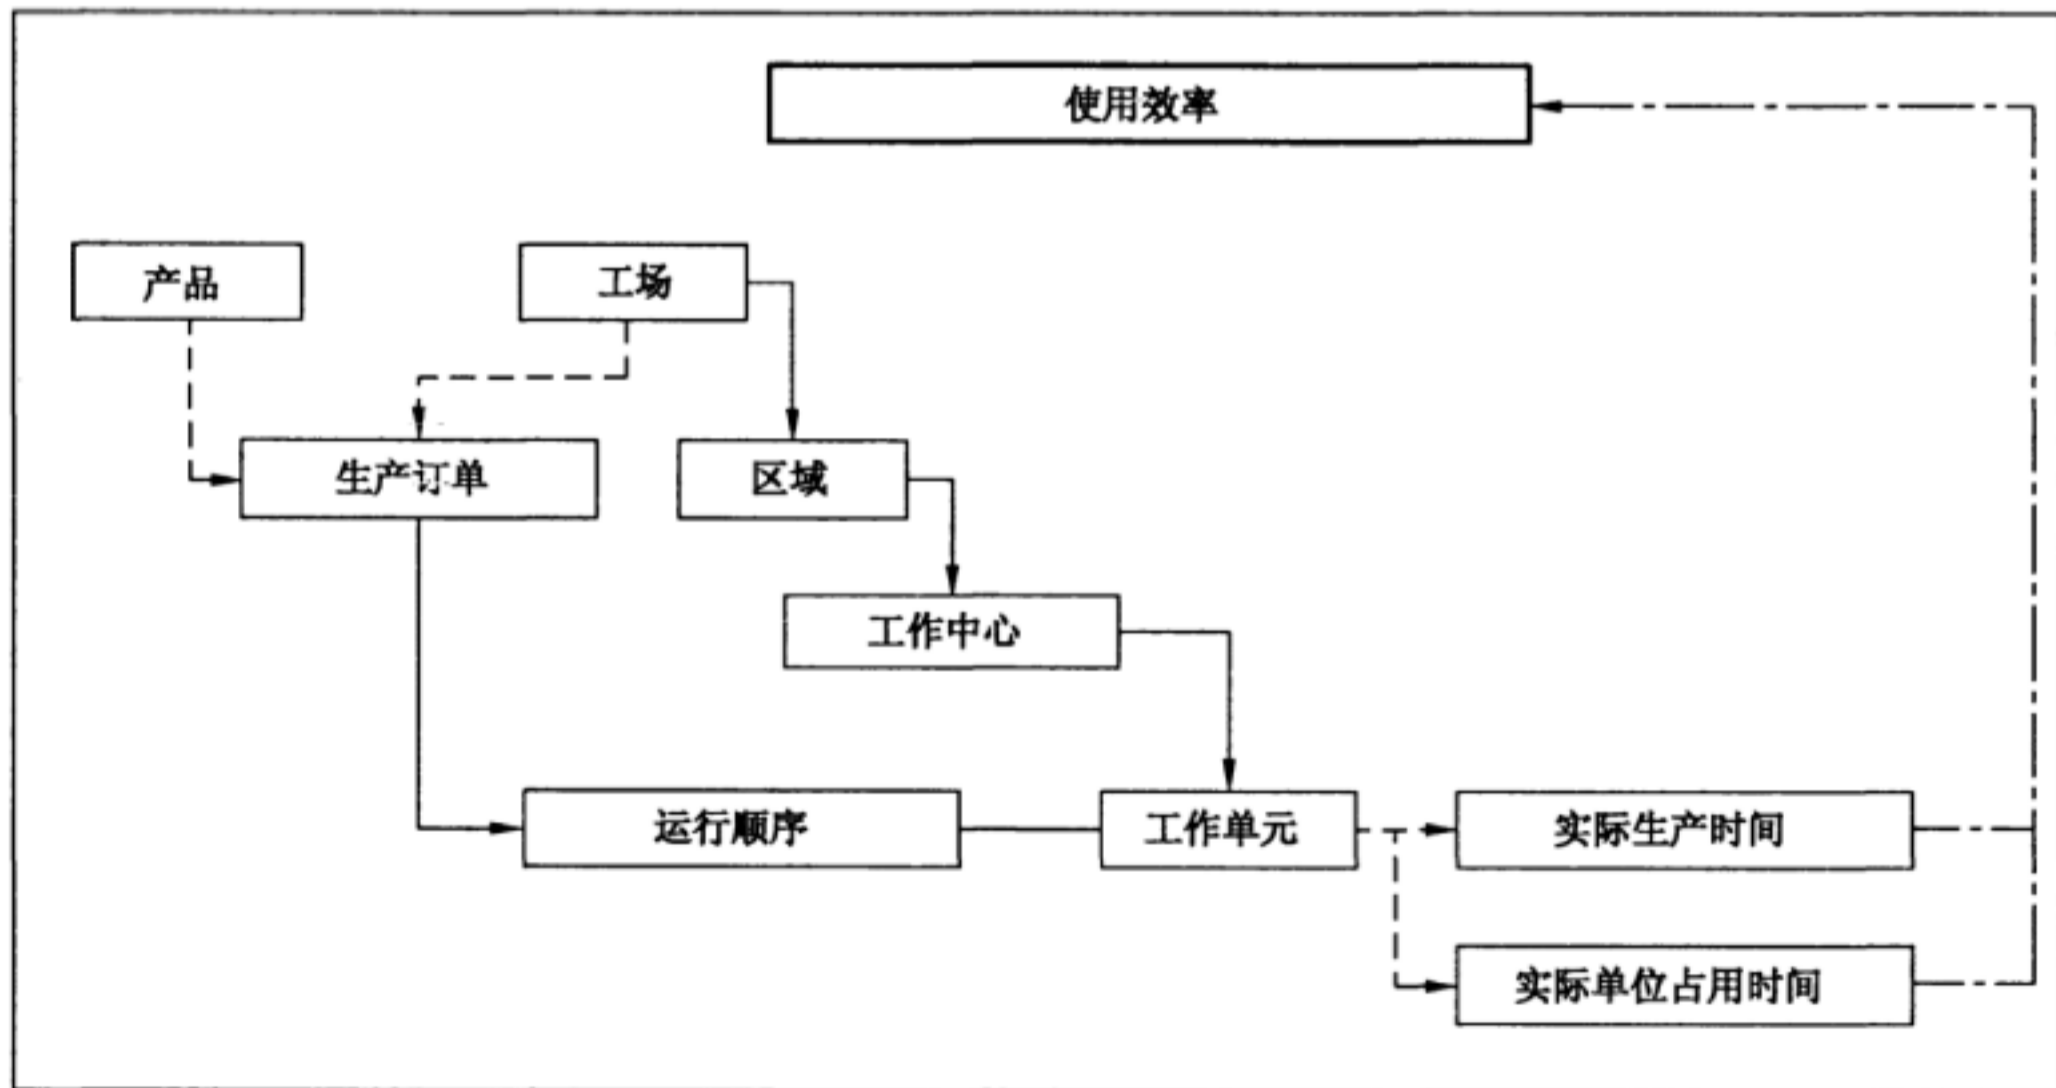 使用效率
产品
工场
生产订单
区域
工作中心
运行顺序
工作单元
实际生产时间
实际单位占用时间